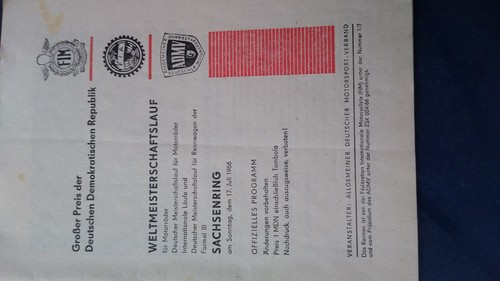 FIM
FIA
ADMV
Großer Preis der
Deutschen Demokratischen Republik
WELTMEISTERSCHAFTSLAUF
für Motorräder
Deutscher Meisterschaftslauf für Motorräder
Internationale Läufe und
Deutscher Meisterschaftslauf für Rennwagen der
Formel III
SACHSENRING
am Sonntag, dem 17. Juli 1966
OFFIZIELLES PROGRAMM
Änderungen vorbehalten
Preis 1 MDN einschließlich Tombola
Nachdruck, auch auszugsweise, verboten!
VERANSTALTER: ALLGEMEINER DEUTSCHER MOTORSPORT-VERBAND
Das Rennen ist von der Fédération Internationale Motocycliste (FIM) unter der Nummer 1/7
und vom Präsidium des ADMV unter der Nummer ZSK 004/66 genehmigt.